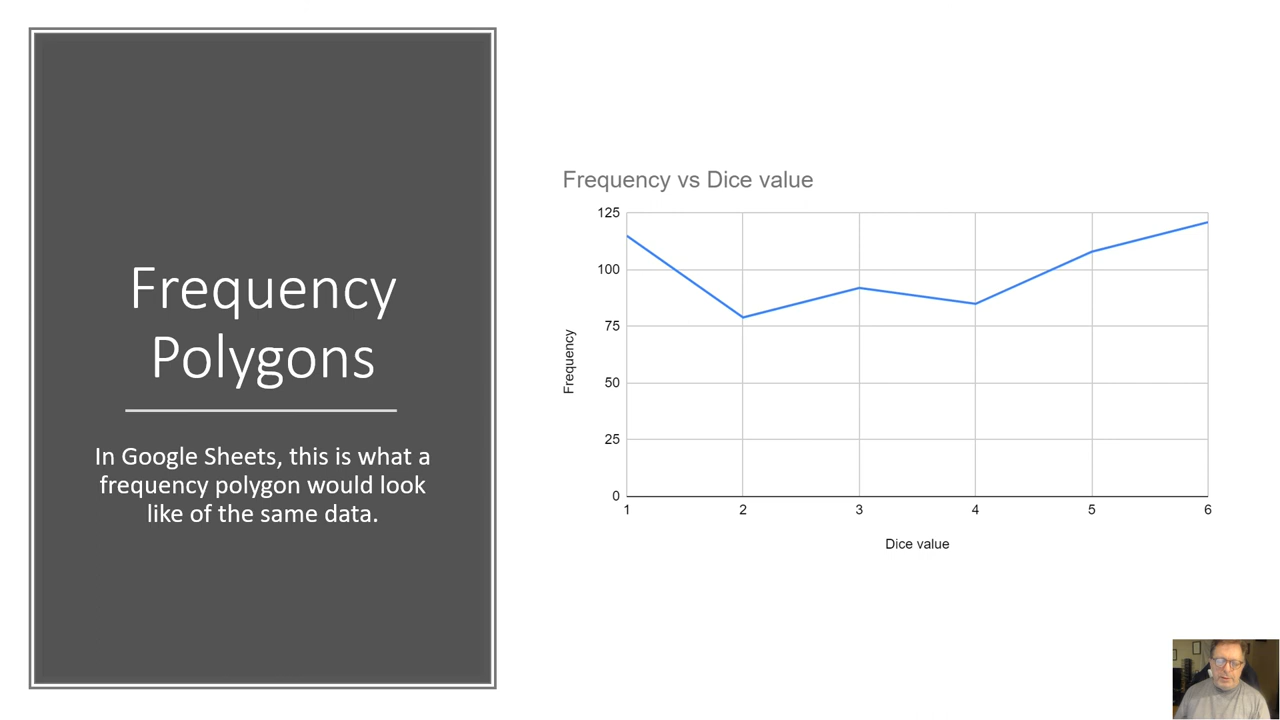 Frequency
Polygons
In Google Sheets, this is what a
frequency polygon would look
like of the same data.
Frequency vs Dice value
125
100
75
50
25
0
Frequency
1 2 3 4 5 6
Dice value